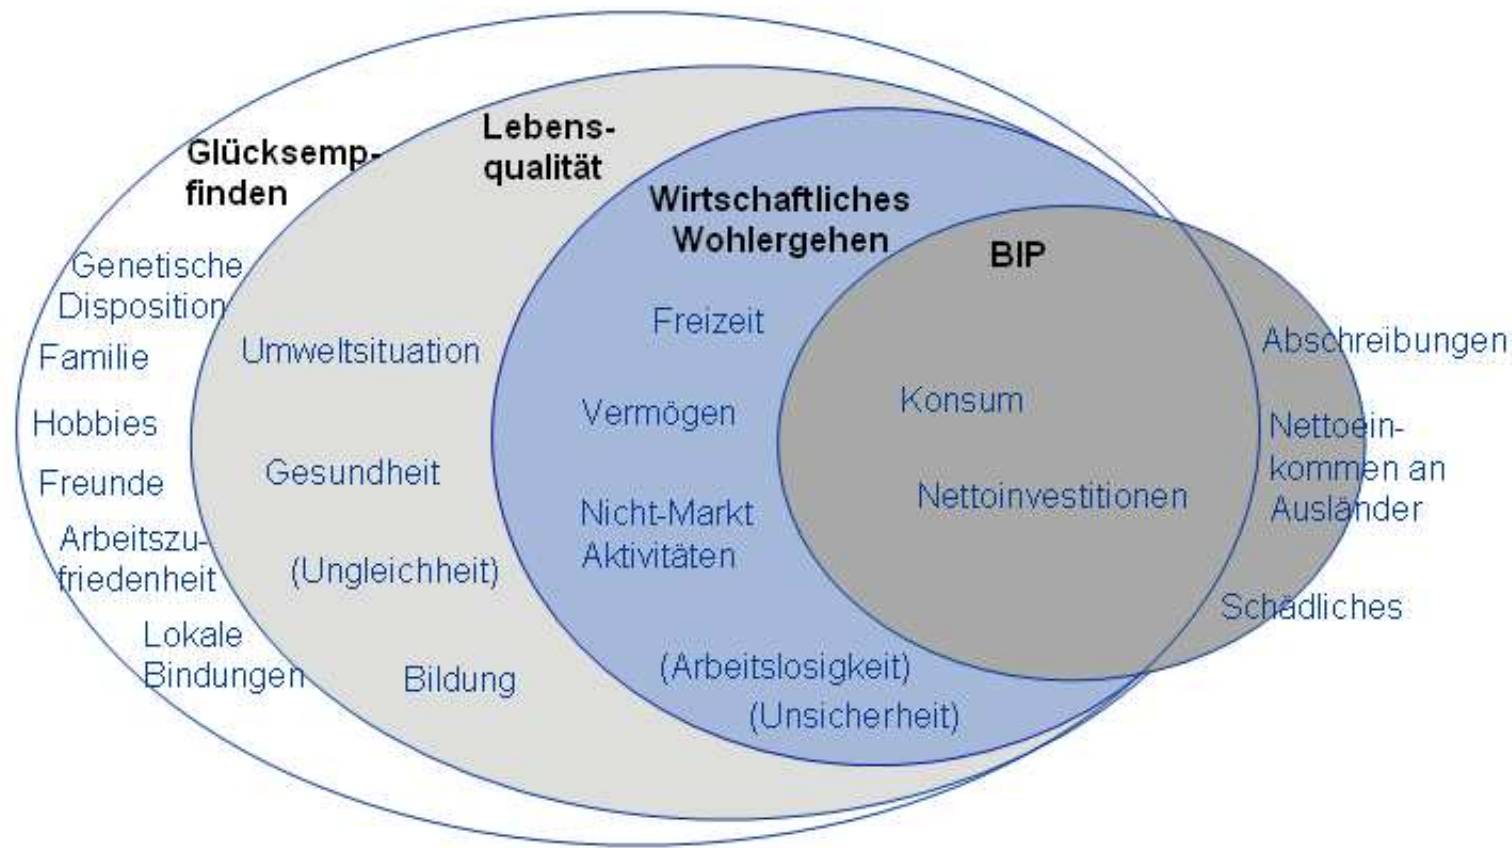 Glücksemp-
finden
Genetische
Disposition
Familie
Hobbies
Freunde
Arbeitszu-
friedenheit
Lokale
Bindungen
Lebens-
qualität
Umweltsituation
Gesundheit
(Ungleichheit)
Bildung
Wirtschaftliches
Wohlergehen
Freizeit
Vermögen
Nicht-Markt
Aktivitäten
(Arbeitslosigkeit)
(Unsicherheit)
BIP
Konsum
Nettoinvestitionen
Abschreibungen
Nettoein-
kommen an
Ausländer
Schädliches